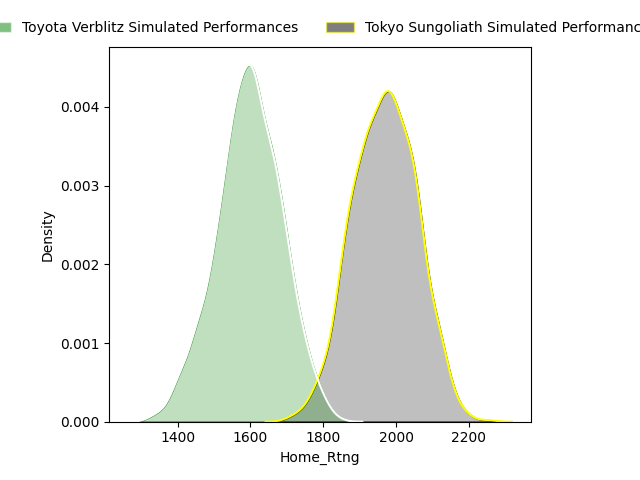 Toyota Verblitz Simulated Performances Tokyo Sungoliath Simulated Performanc
0.004
0.003
0.002
0.001
0.000
Density
1400 1600 1800 2000 2200
Home_Rtng